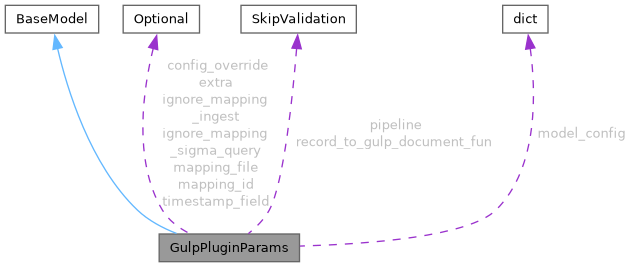 BaseModel
Optional
SkipValidation
dict
config_override
extra
ignore_mapping
_ingest
ignore_mapping
_sigma_query
mapping_file
mapping_id
timestamp_field
pipeline
record_to_gulp_document_fun
model_config
GulpPluginParams